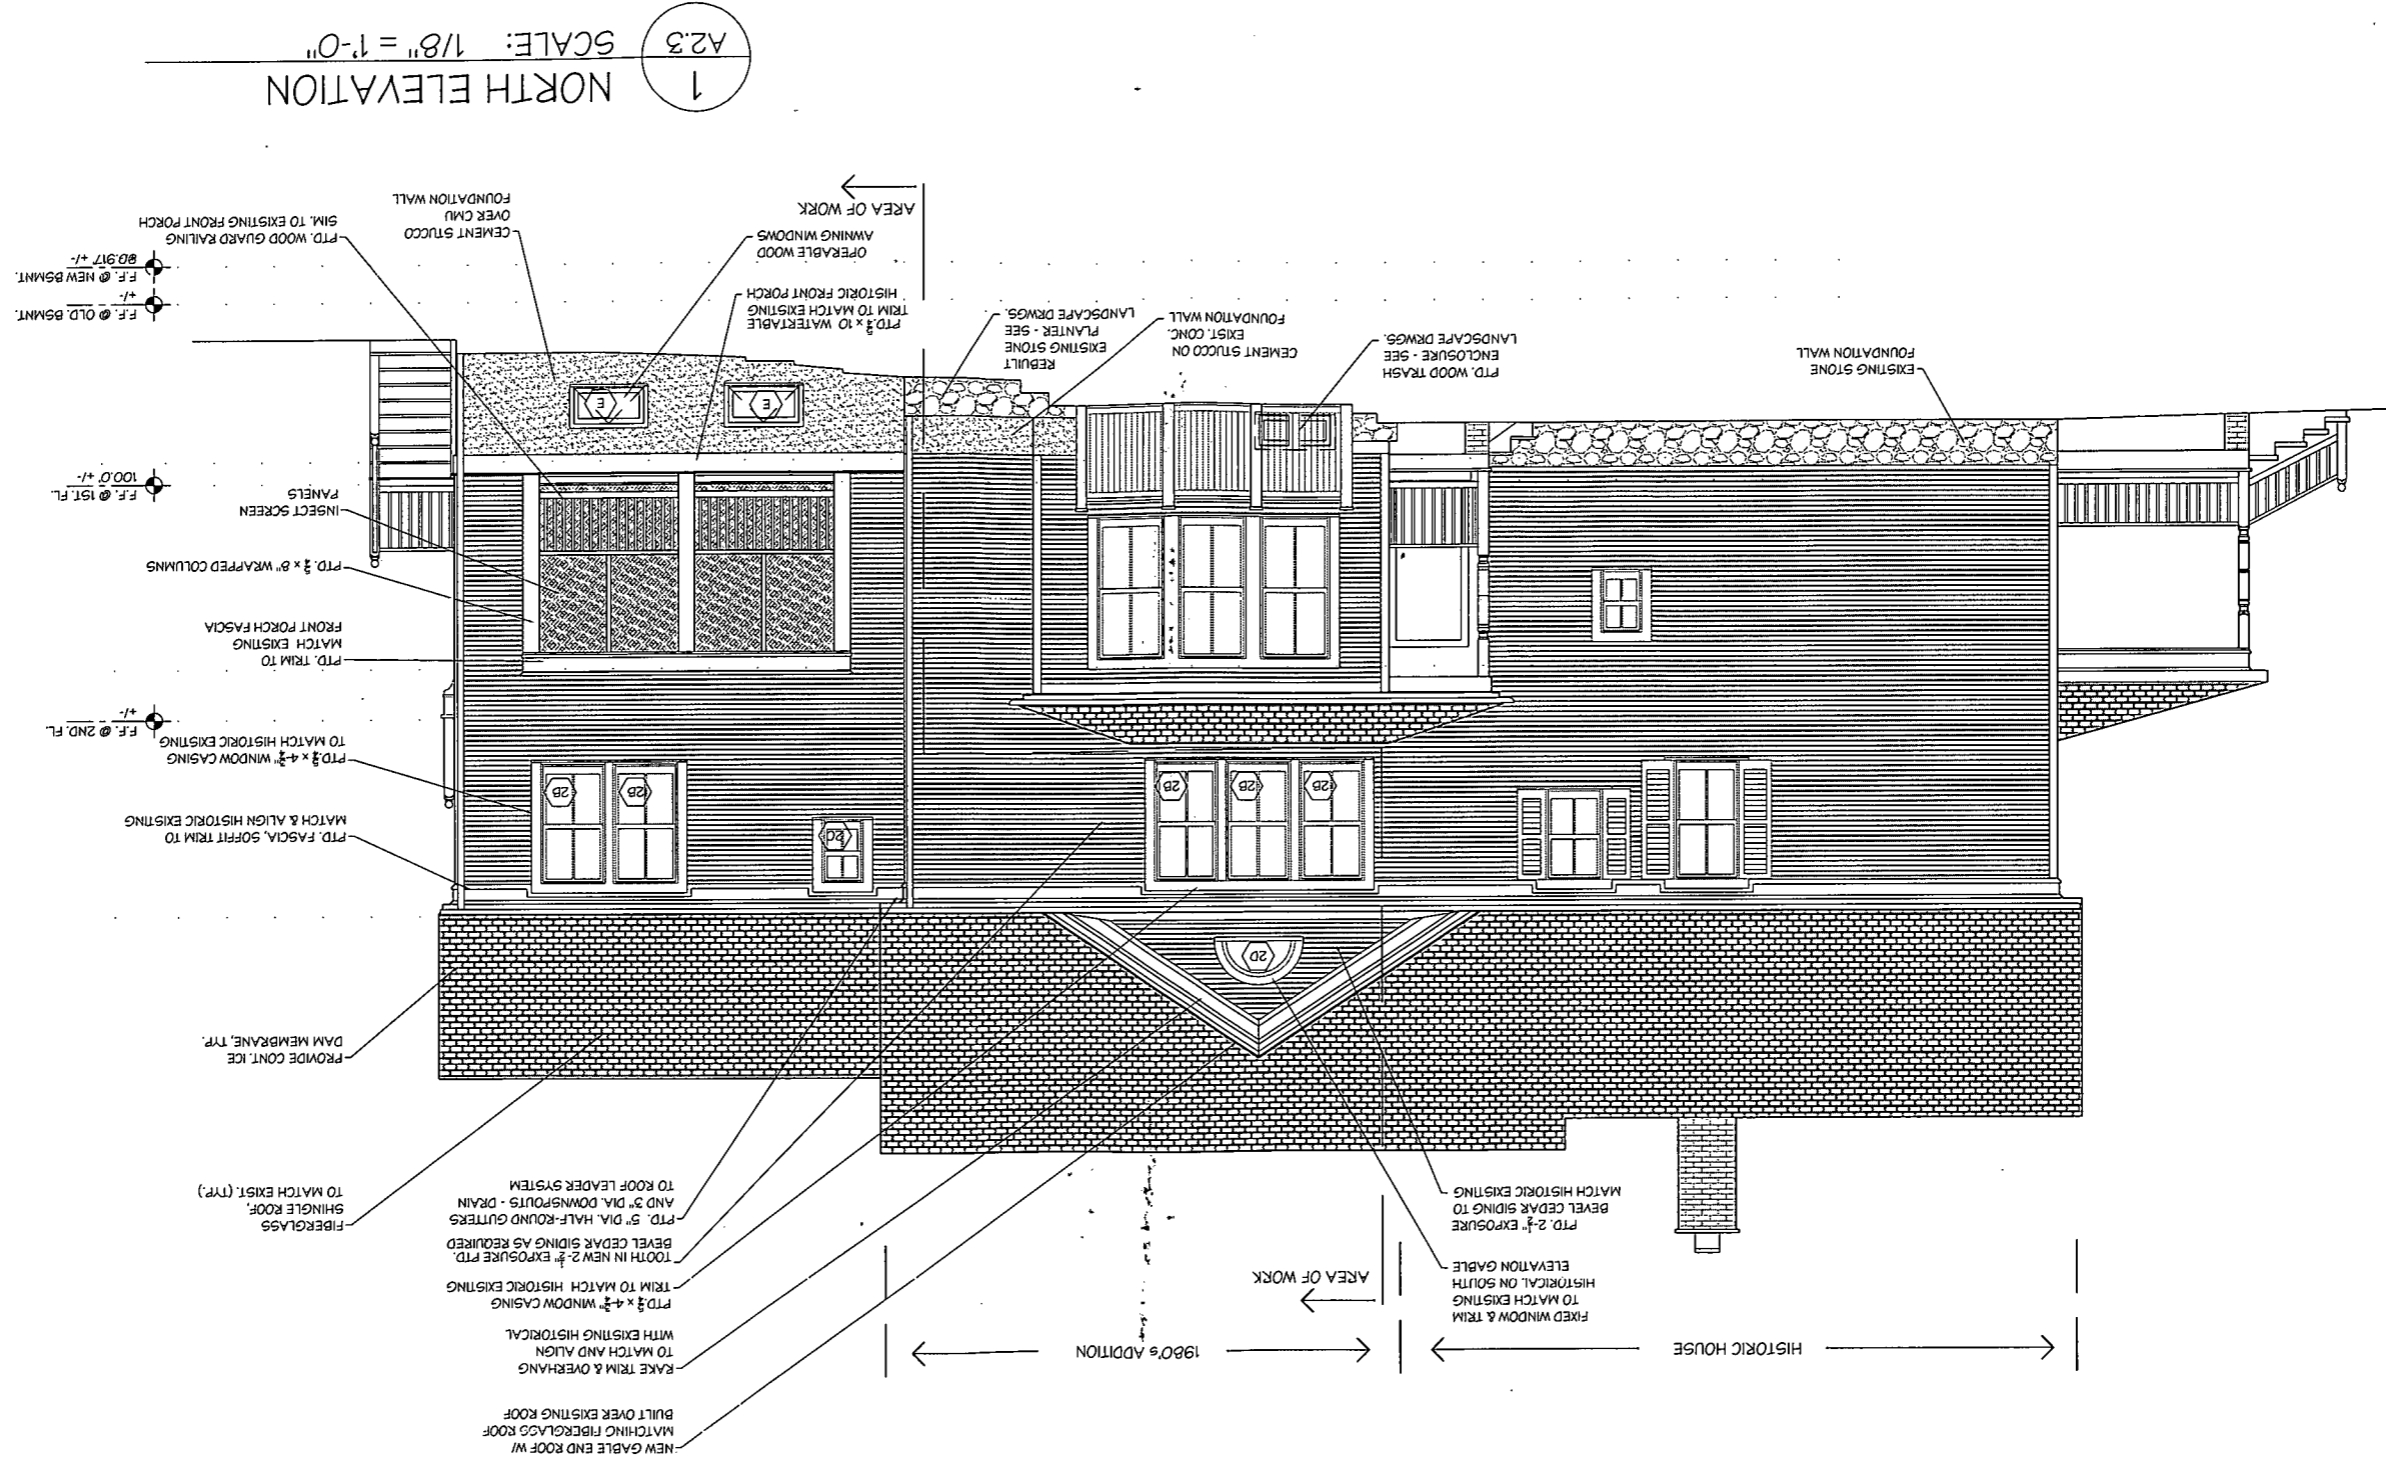 NEW GABLE END ROOF W/
MATCHING FIBERGLASS ROOF
BUILT OVER EXISTING ROOF
HISTORIC HOUSE
1980's ADDITION
RAKE TRIM & OVERHANG
TO MATCH AND ALIGN
WITH EXISTING HISTORICAL
FIXED WINDOW & TRIM
TO MATCH EXISTING
HISTORICAL ON SOUTH
ELEVATION GABLE
AREA OF WORK
PTD. 5/4 x 4-3/4" WINDOW CASING
TRIM TO MATCH HISTORIC EXISTING
TOOTH IN NEW 2-1/2" EXPOSURE PTD.
BEVEL CEDAR SIDING AS REQUIRED
PTD. 2-1/2" EXPOSURE
BEVEL CEDAR SIDING TO
MATCH HISTORIC EXISTING
PTD. 5" DIA. HALF-ROUND GUTTERS
AND 3" DIA. DOWNSPOUTS - DRAIN
TO ROOF LEADER SYSTEM
FIBERGLASS
SHINGLE ROOF,
TO MATCH EXIST. (TYP.)
PROVIDE CONT. ICE
DAM MEMBRANE, TYP.
2D
PTD. FASCIA, SOFFIT TRIM TO
MATCH & ALIGN HISTORIC EXISTING
2B
2B
2B
2C
2B
2B
PTD. 5/4 x 4-3/4" WINDOW CASING
TO MATCH HISTORIC EXISTING
F.F. @ 2ND. FL.
+/-
PTD. TRIM TO
MATCH EXISTING
FRONT PORCH FASCIA
PTD. 5/4 x 8" WRAPPED COLUMNS
INSECT SCREEN
PANELS
F.F. @ 1ST. FL.
100.0' +/-
E
E
EXISTING STONE
FOUNDATION WALL
PTD. WOOD TRASH
ENCLOSURE - SEE
LANDSCAPE DRWGS.
CEMENT STUCCO ON
EXIST. CONC.
FOUNDATION WALL
REBUILT
EXISTING STONE
PLANTER - SEE
LANDSCAPE DRWGS.
PTD. 5/4 x 10 WATERTABLE
TRIM TO MATCH EXISTING
HISTORIC FRONT PORCH
F.F. @ OLD. BSMNT.
+/-
F.F. @ NEW BSMNT.
90.917' +/-
OPERABLE WOOD
AWNING WINDOWS
CEMENT STUCCO
OVER CMU
FOUNDATION WALL
PTD. WOOD GUARD RAILING
SIM. TO EXISTING FRONT PORCH
AREA OF WORK
1
NORTH ELEVATION
A2.3
SCALE: 1/8" = 1'-0"